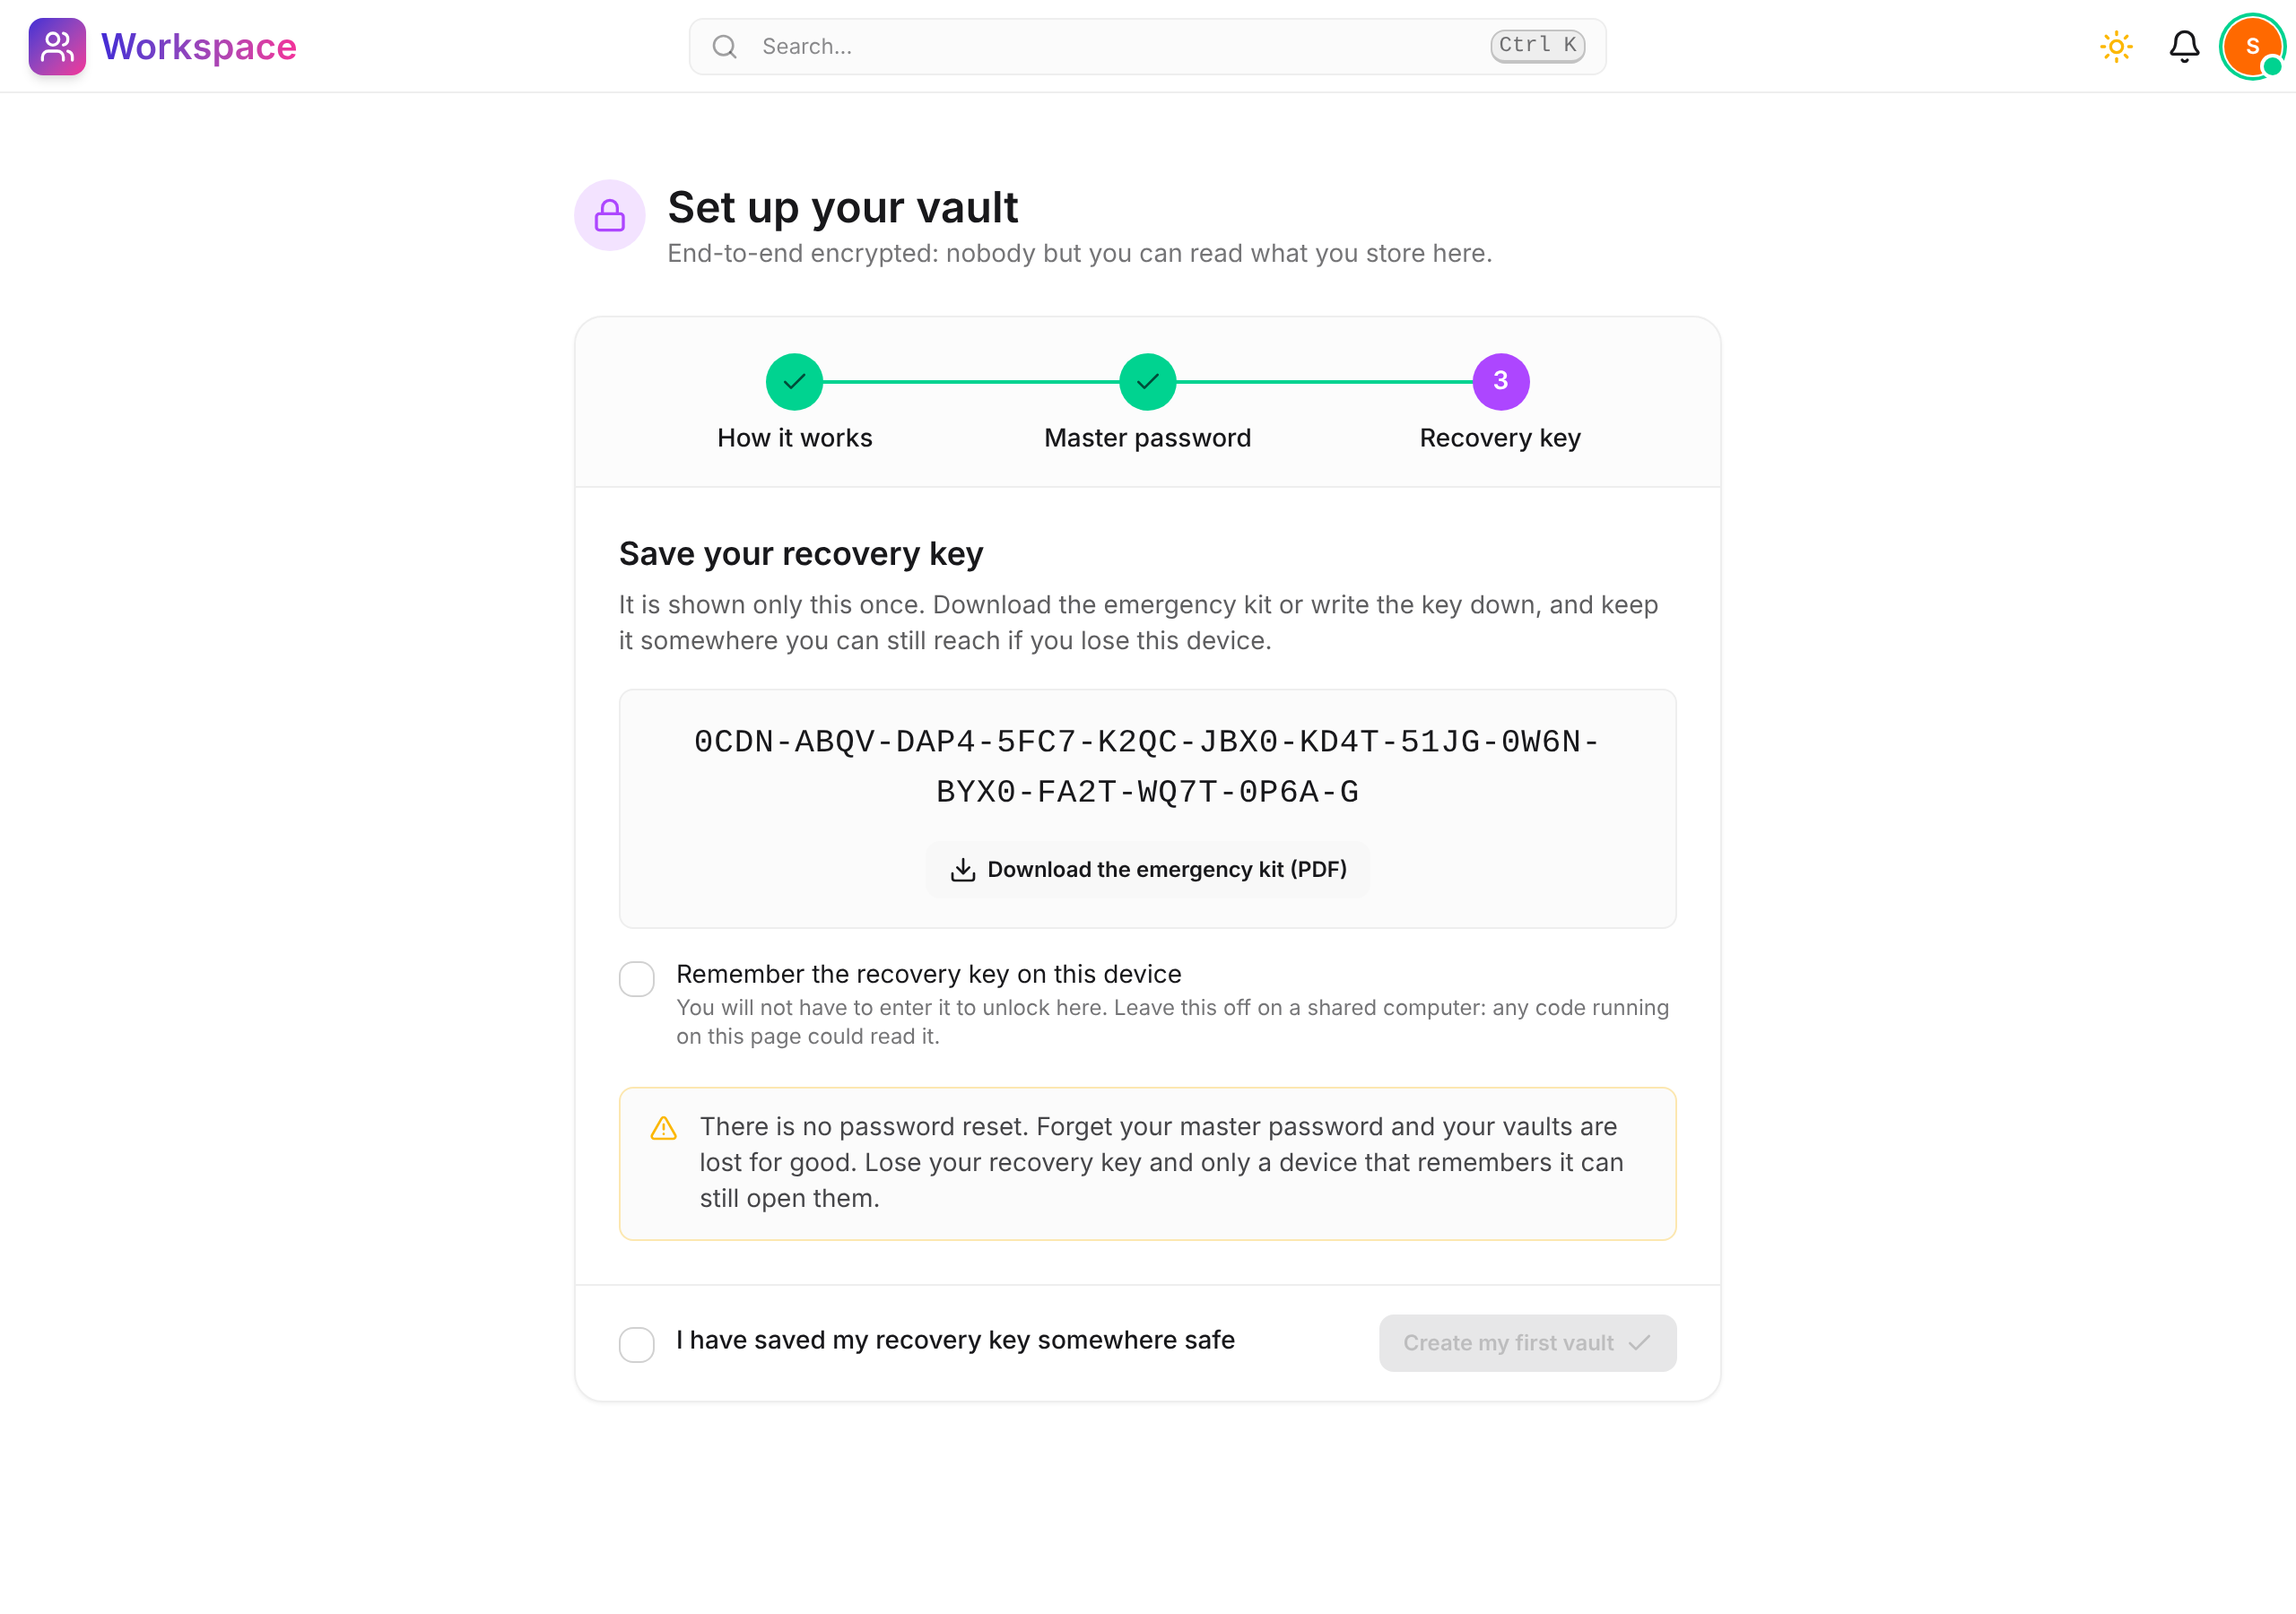 Workspace
Search...
Ctrl K
S
Set up your vault
End-to-end encrypted: nobody but you can read what you store here.
3
How it works
Master password
Recovery key
Save your recovery key
It is shown only this once. Download the emergency kit or write the key down, and keep
it somewhere you can still reach if you lose this device.
0CDN-ABQV-DAP4-5FC7-K2QC-JBX0-KD4T-51JG-0W6N-
BYX0-FA2T-WQ7T-0P6A-G
Download the emergency kit (PDF)
Remember the recovery key on this device
You will not have to enter it to unlock here. Leave this off on a shared computer: any code running
on this page could read it.
There is no password reset. Forget your master password and your vaults are
lost for good. Lose your recovery key and only a device that remembers it can
still open them.
I have saved my recovery key somewhere safe
Create my first vault